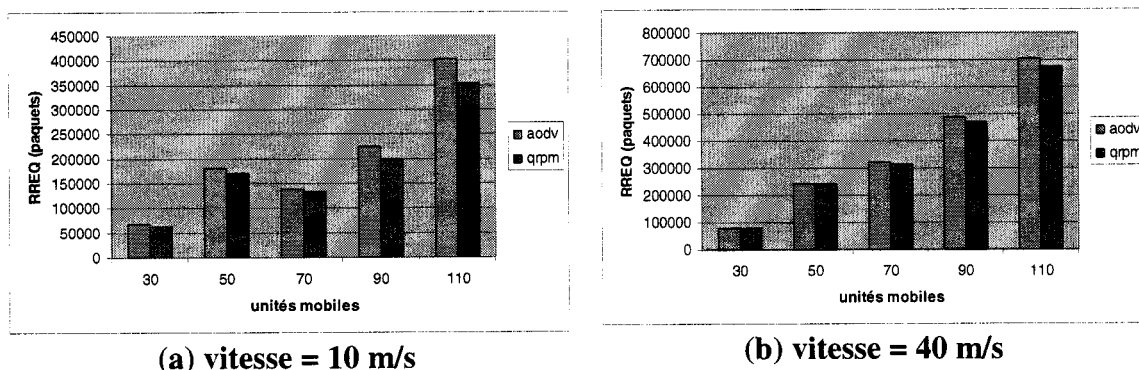 450000
400000
350000
300000
250000
200000
150000
100000
50000
0
RREQ (paquets)
30 50 70 90 110
unités mobiles
aodv
qrpm
(a) vitesse = 10 m/s
800000
700000
600000
500000
400000
300000
200000
100000
0
RREQ (paquets)
30 50 70 90 110
unités mobiles
aodv
qrpm
(b) vitesse = 40 m/s